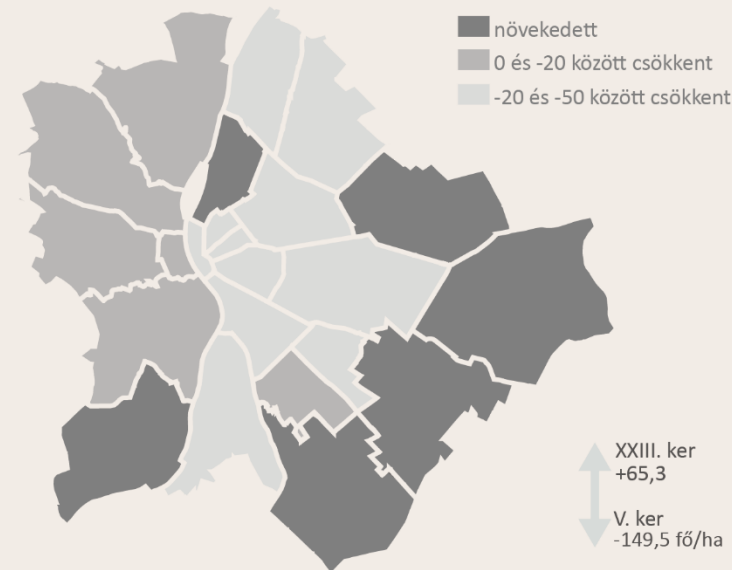 növekedett
0 és -20 között csökkent
-20 és -50 között csökkent
XXIII. ker
+65,3
V. ker
-149,5 fő/ha